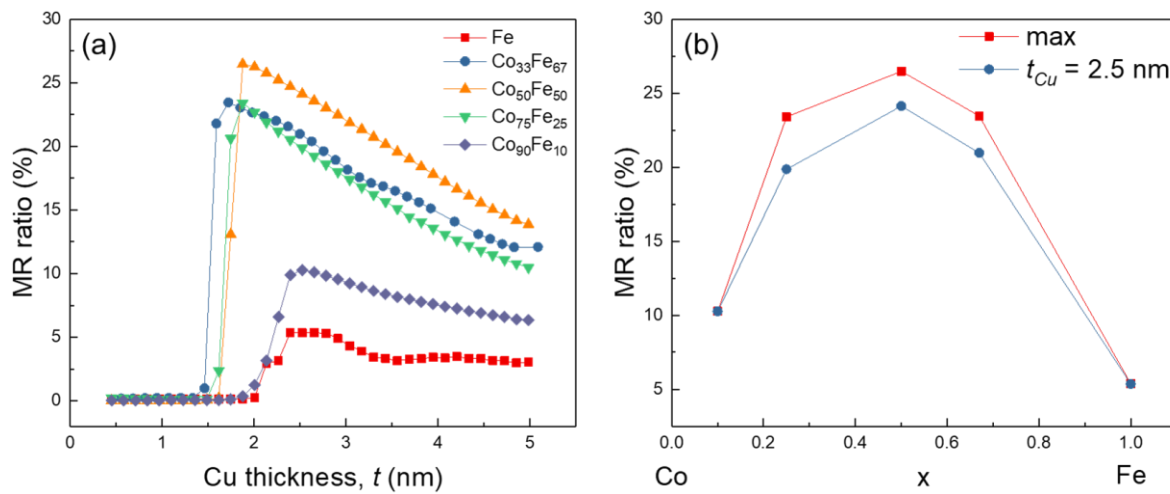 (a)
Fe
Co₃₃Fe₆₇
Co₅₀Fe₅₀
Co₇₅Fe₂₅
Co₉₀Fe₁₀
MR ratio (%)
30
25
20
15
10
5
0
0 1 2 3 4 5
Cu thickness, t (nm)
(b)
max
t_Cu = 2.5 nm
MR ratio (%)
30
25
20
15
10
5
0.0 0.2 0.4 0.6 0.8 1.0
Co x Fe